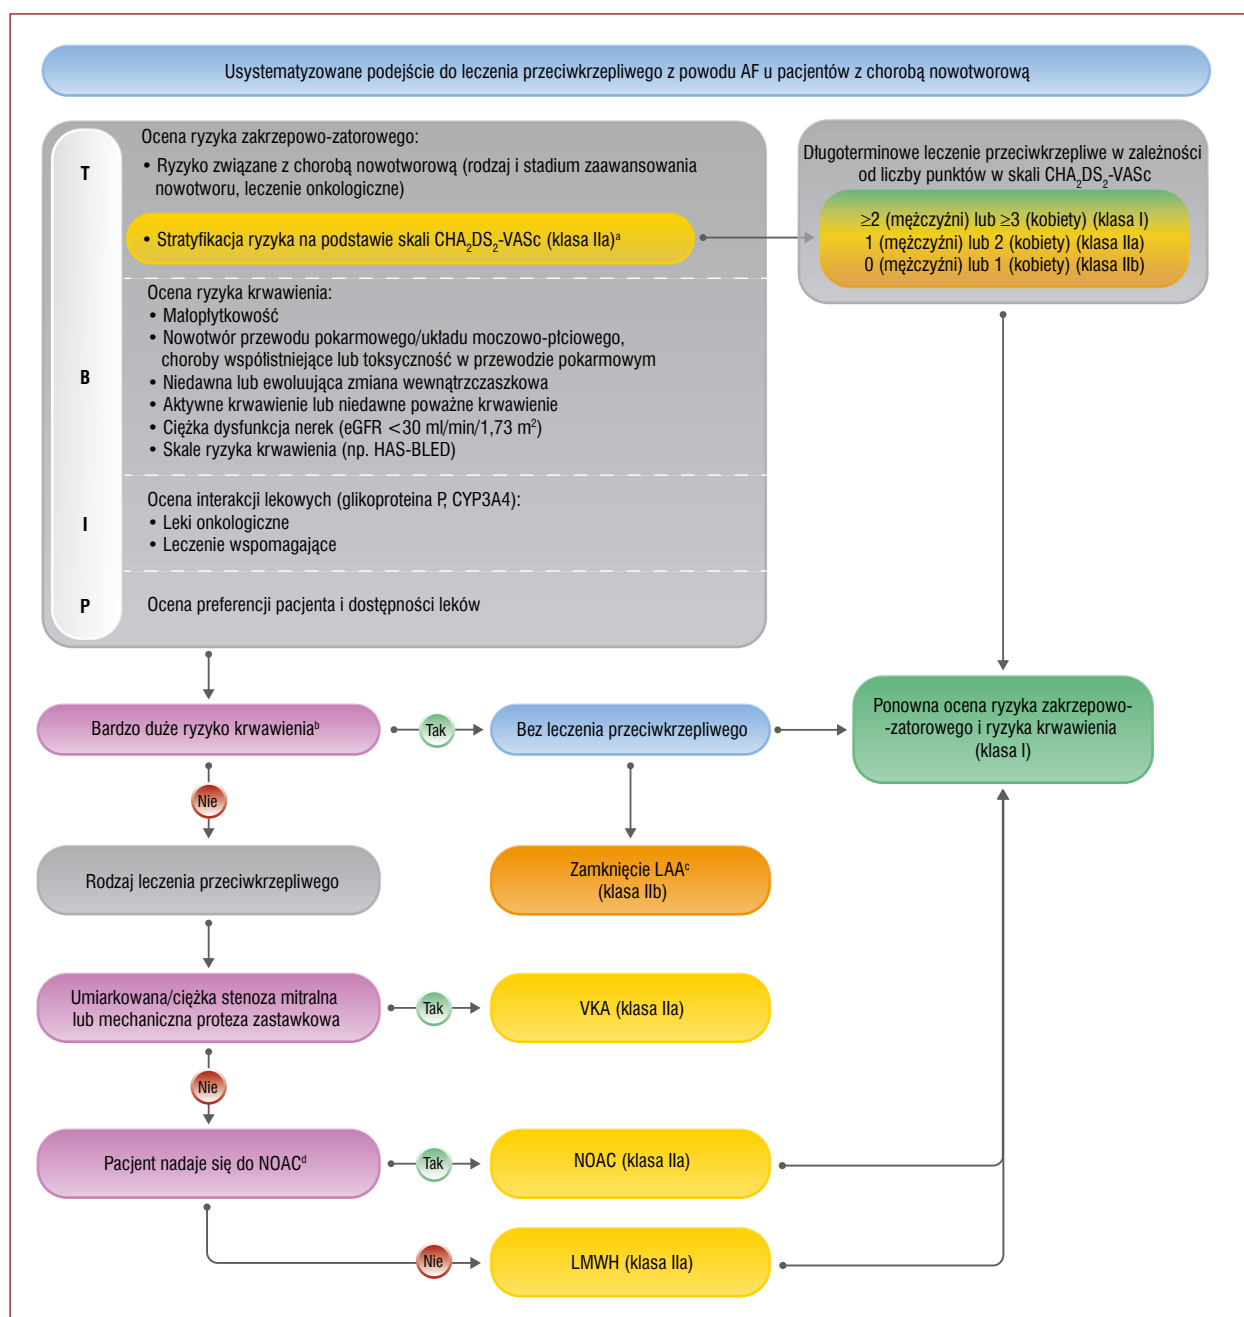 Usystematyzowane podejście do leczenia przeciwkrzepliwego z powodu AF u pacjentów z chorobą nowotworową
T
Ocena ryzyka zakrzepowo-zatorowego:
• Ryzyko związane z chorobą nowotworową (rodzaj i stadium zaawansowania
nowotworu, leczenie onkologiczne)
• Stratyfikacja ryzyka na podstawie skali CHA₂DS₂-VASc (klasa IIa)ᵃ
Długoterminowe leczenie przeciwkrzepliwe w zależności
od liczby punktów w skali CHA₂DS₂-VASc
≥2 (mężczyźni) lub ≥3 (kobiety) (klasa I)
1 (mężczyźni) lub 2 (kobiety) (klasa IIa)
0 (mężczyźni) lub 1 (kobiety) (klasa IIb)
B
Ocena ryzyka krwawienia:
• Małopłytkowość
• Nowotwór przewodu pokarmowego/układu moczowo-płciowego,
choroby współistniejące lub toksyczność w przewodzie pokarmowym
• Niedawna lub ewoluująca zmiana wewnątrzczaszkowa
• Aktywne krwawienie lub niedawne poważne krwawienie
• Ciężka dysfunkcja nerek (eGFR <30 ml/min/1,73 m²)
• Skale ryzyka krwawienia (np. HAS-BLED)
I
Ocena interakcji lekowych (glikoproteina P, CYP3A4):
• Leki onkologiczne
• Leczenie wspomagające
P
Ocena preferencji pacjenta i dostępności leków
Bardzo duże ryzyko krwawieniaᵇ
Tak
Bez leczenia przeciwkrzepliwego
Ponowna ocena ryzyka zakrzepowo-
-zatorowego i ryzyka krwawienia
(klasa I)
Nie
Rodzaj leczenia przeciwkrzepliwego
Zamknięcie LAAᶜ
(klasa IIb)
Umiarkowana/ciężka stenoza mitralna
lub mechaniczna proteza zastawkowa
Tak
VKA (klasa IIa)
Nie
Pacjent nadaje się do NOACᵈ
Tak
NOAC (klasa IIa)
Nie
LMWH (klasa IIa)